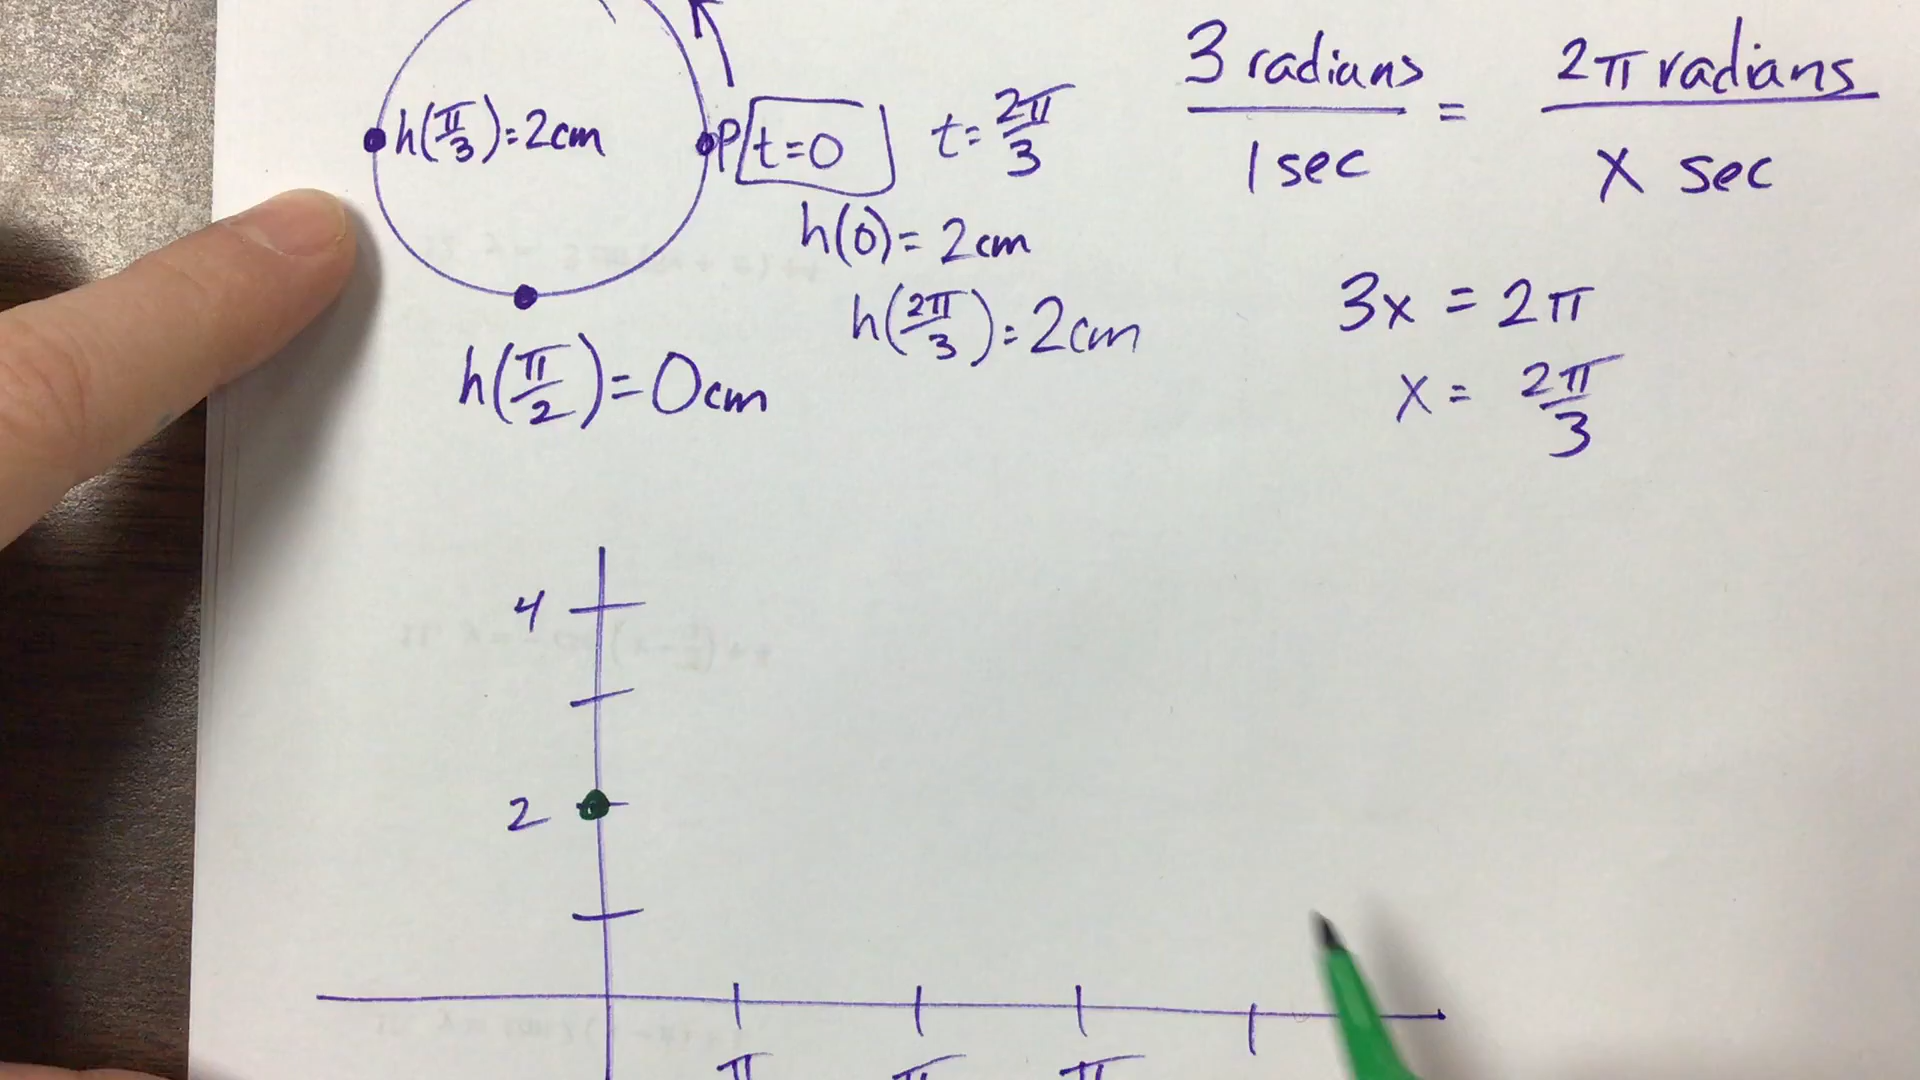 3 radians / 1 sec = 2π radians / x sec
h(π/3)=2cm
P t=0
t=2π/3
h(0)=2cm
h(2π/3)=2cm
h(π/2)=0cm
3x = 2π
x = 2π/3
4
2
π π π